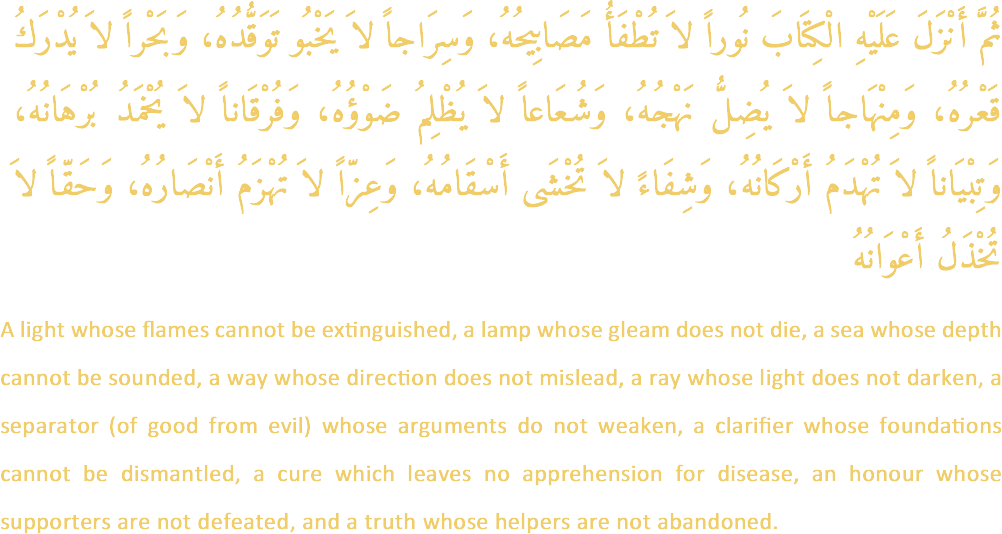 ثُمَّ أَنْزَلَ عَلَيْهِ الْكِتَابَ نُوراً لاَ تُطْفَأُ مَصَابِيحُهُ، وَسِرَاجاً لاَ يَخْبُو تَوَقُّدُه، وَبَحْراً لاَ يُدْرَكُ
قَعْرُه، وَمِنْهَاجاً لاَ يُضِلُّ نَهْجُهُ، وَشُعَاعاً لاَ يُظْلِمُ ضَوْؤُه، وَفُرْقَاناً لاَ يُخْمَدُ بُرْهَانُهُ،
وَتِبْيَاناً لاَ تُهْدَمُ أَرْكَانُهُ، وَشِفَاءً لاَ تُخْشَى أَسْقَامُهُ، وَعِزّاً لاَ تُهْزَمُ أَنْصَارُهُ، وَحَقّاً لاَ
تُخْذَلُ أَعْوَانُهُ
A light whose flames cannot be extinguished, a lamp whose gleam does not die, a sea whose depth
cannot be sounded, a way whose direction does not mislead, a ray whose light does not darken, a
separator (of good from evil) whose arguments do not weaken, a clarifier whose foundations
cannot be dismantled, a cure which leaves no apprehension for disease, an honour whose
supporters are not defeated, and a truth whose helpers are not abandoned.